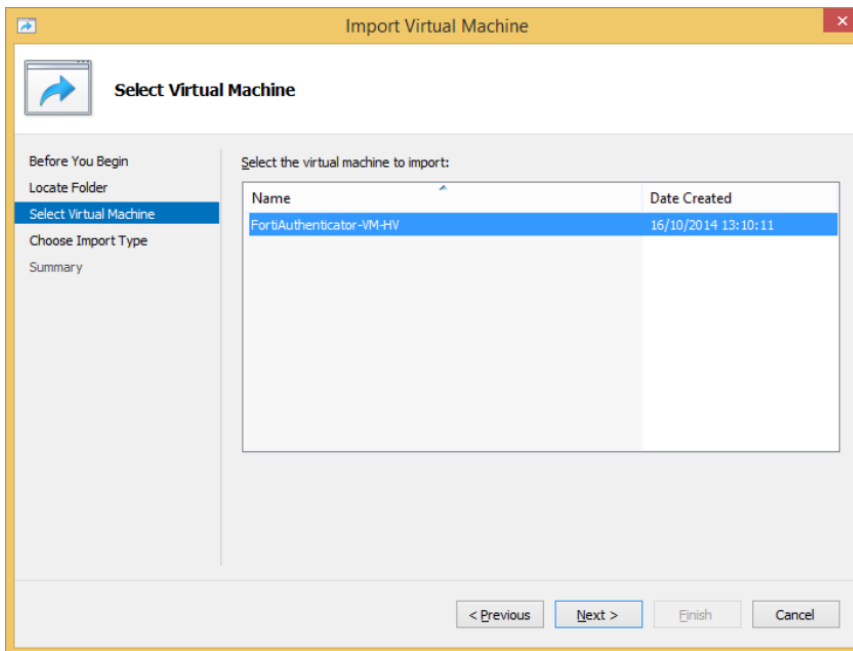 Import Virtual Machine
Select Virtual Machine
Before You Begin
Locate Folder
Select Virtual Machine
Choose Import Type
Summary
Select the virtual machine to import:
Name Date Created
FortiAuthenticator-VM-HV 16/10/2014 13:10:11
< Previous Next > Finish Cancel